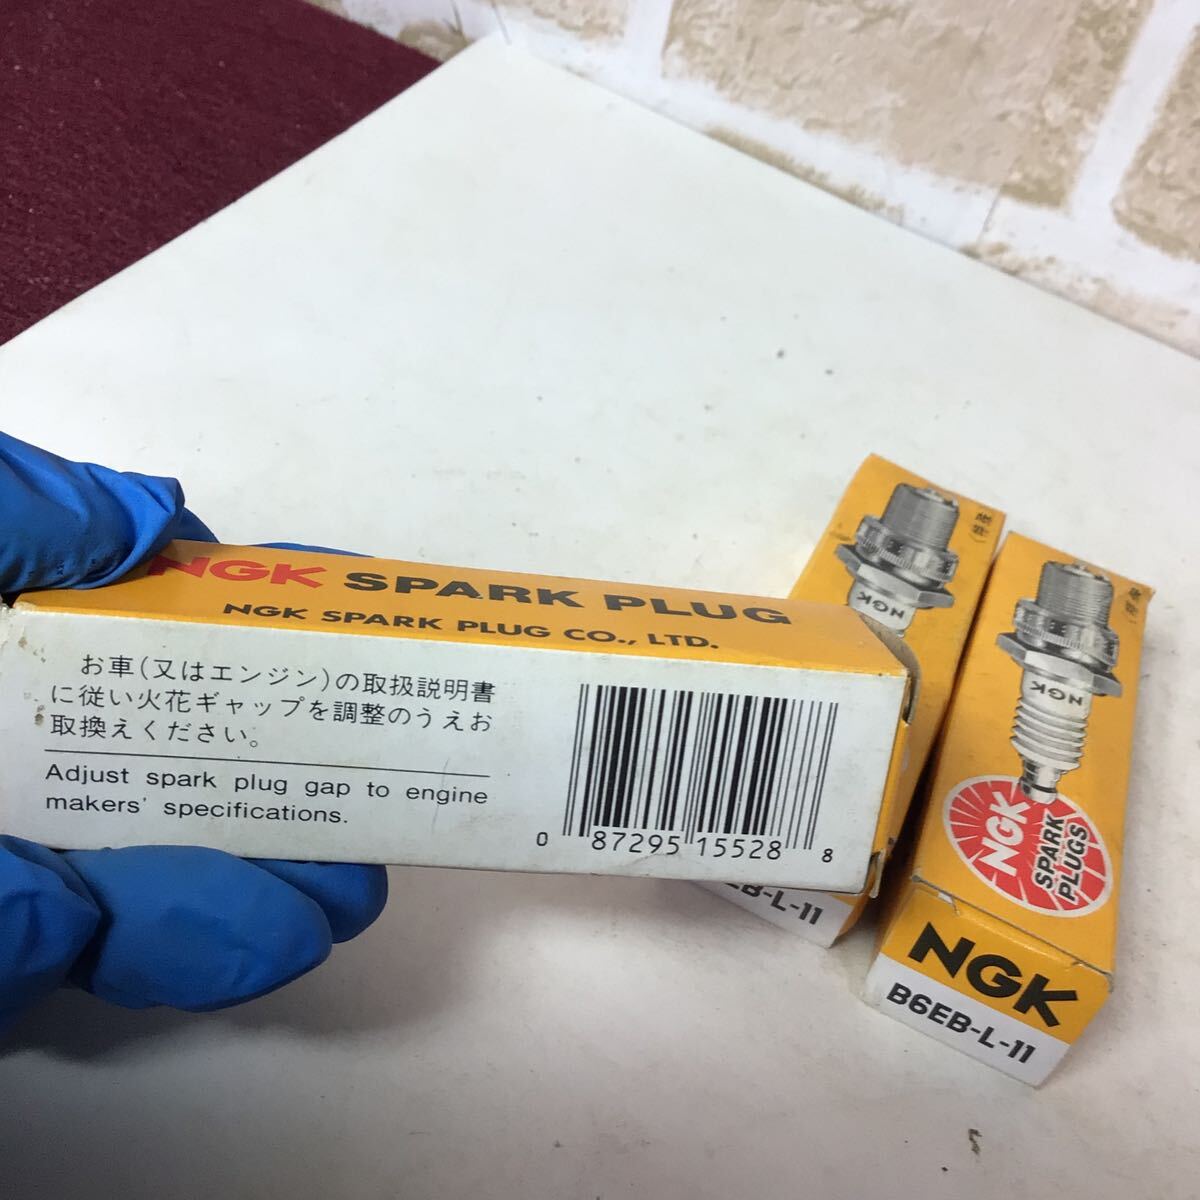 NGK SPARK PLUG
NGK SPARK PLUG CO., LTD.
お車(又はエンジン)の取扱説明書
に従い火花ギャップを調整のうえお
取換えください。
Adjust spark plug gap to engine
makers' specifications.
0 87295 15528 8
NGK
EB-L-11
NGK
NGK
SPARK
PLUGS
NGK
B6EB-L-11